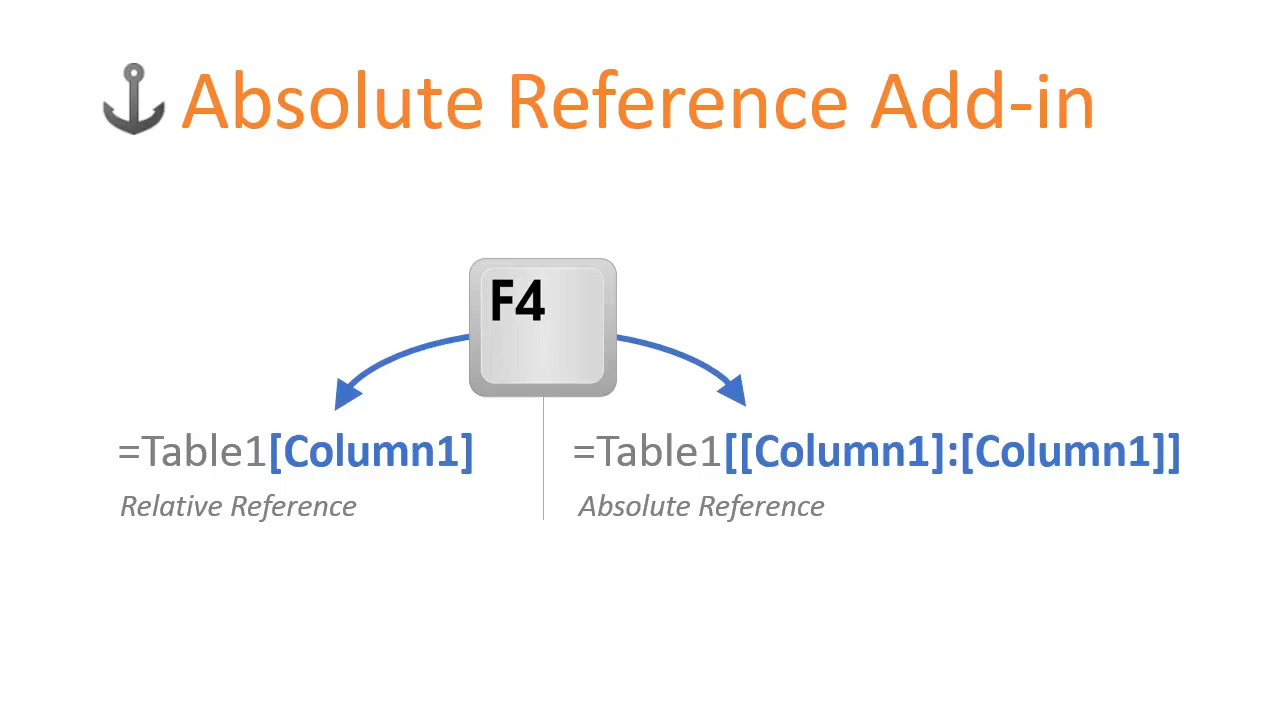 Absolute Reference Add-in
F4
=Table1[Column1]
Relative Reference
=Table1[[Column1]:[Column1]]
Absolute Reference